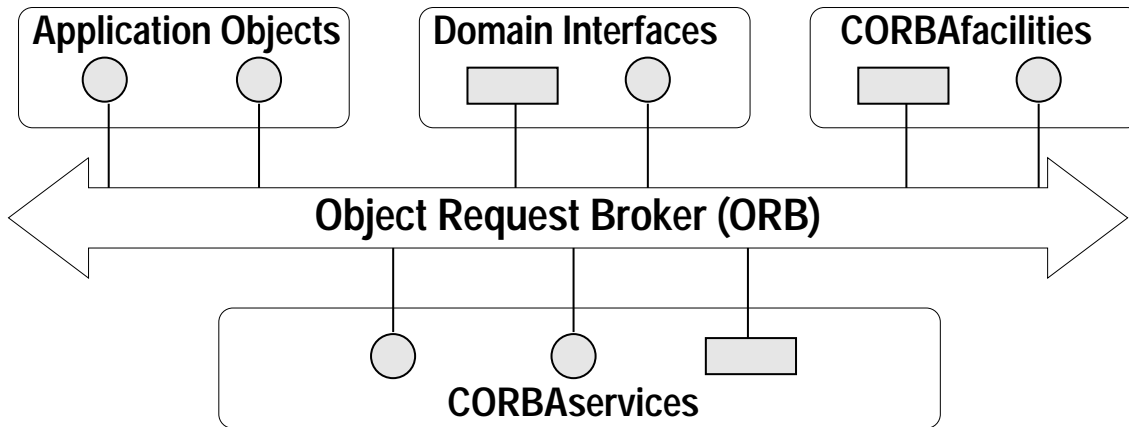 Application Objects
Domain Interfaces
CORBAfacilities
Object Request Broker (ORB)
CORBAservices